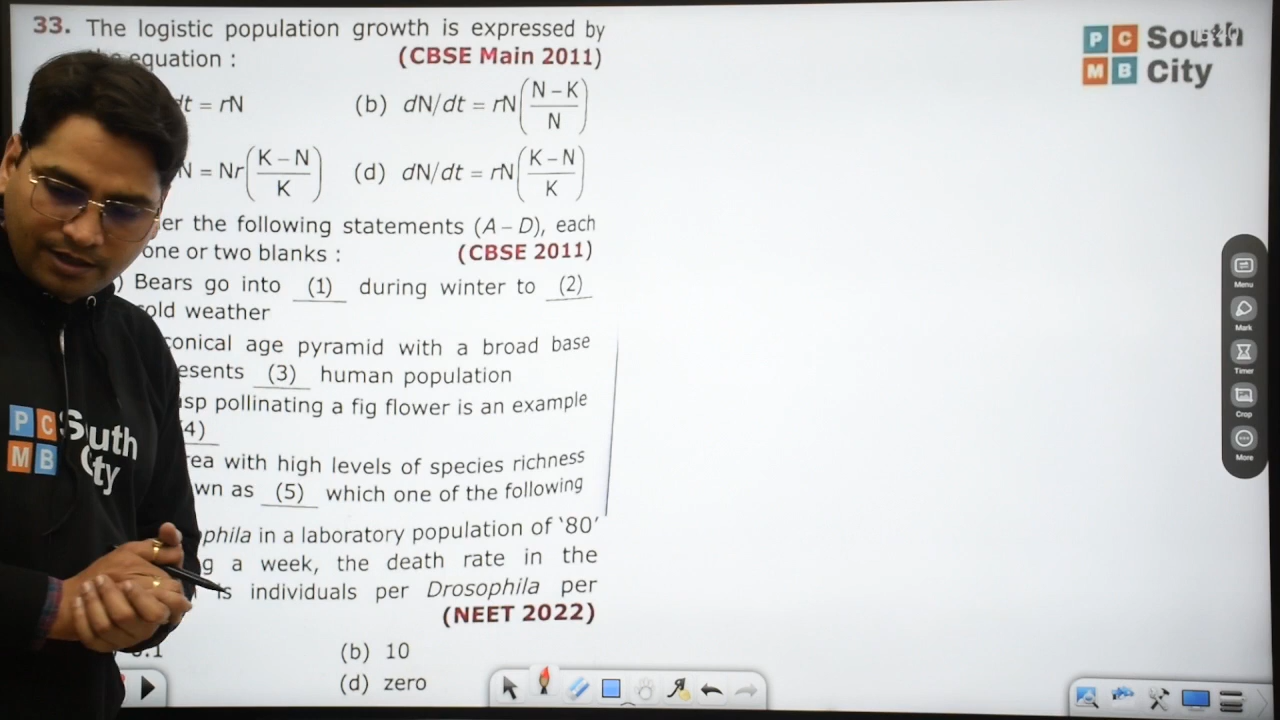 33. The logistic population growth is expressed by
equation : (CBSE Main 2011)
dt = rN (b) dN/dt = rN(N – K / N)
N = Nr(K – N / K) (d) dN/dt = rN(K – N / K)
the following statements (A – D), each
one or two blanks : (CBSE 2011)
) Bears go into (1) during winter to (2)
weather
conical age pyramid with a broad base
(3) human population
pollinating a fig flower is an example
4)
with high levels of species richness
as (5) which one of the following
in a laboratory population of ‘80’
a week, the death rate in the
is individuals per Drosophila per
(NEET 2022)
(b) 10
(d) zero
P C M B South City
P C M B South City
Menu
Mark
Timer
Crop
More